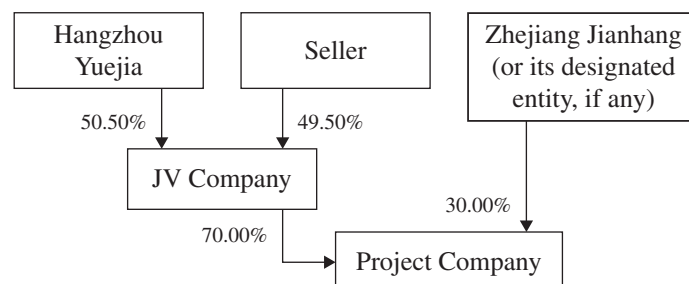 Hangzhou
Yuejia
Seller
Zhejiang Jianhang
(or its designated
entity, if any)
50.50%
49.50%
JV Company
70.00%
30.00%
Project Company